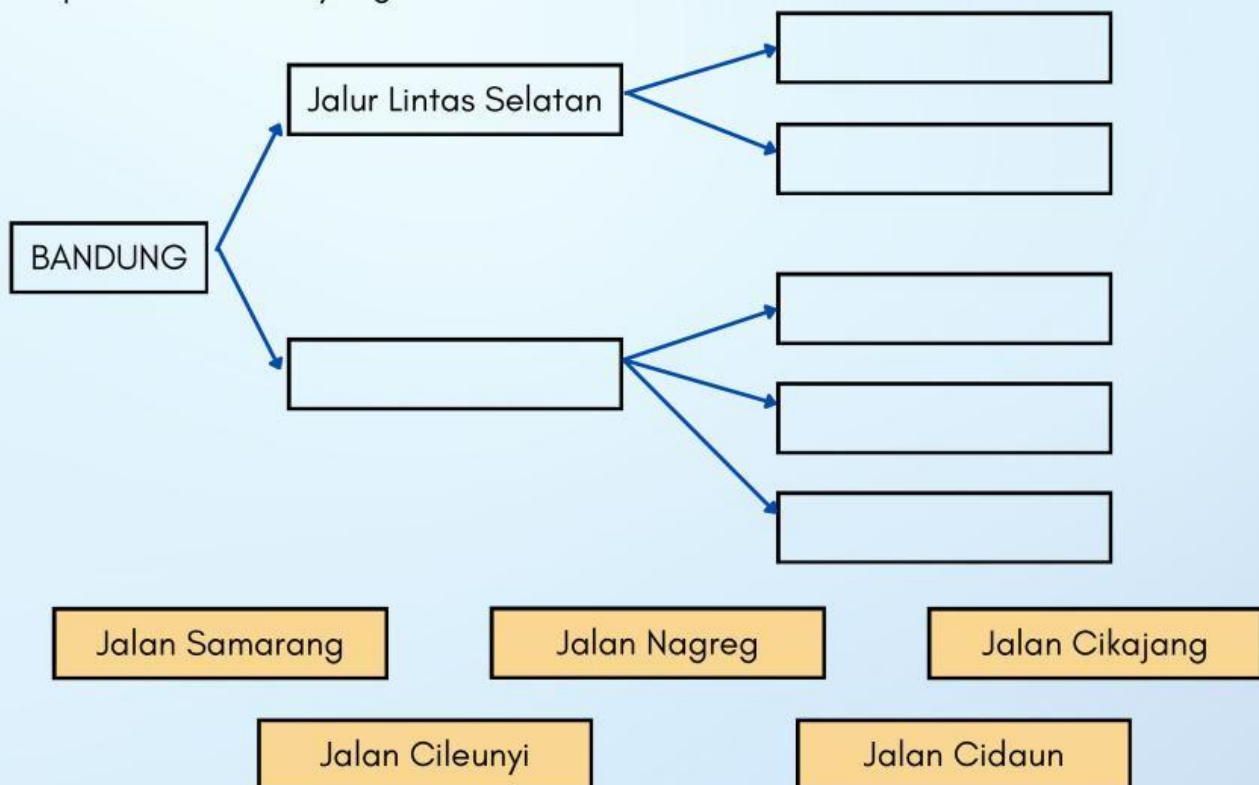 Jalur Lintas Selatan
BANDUNG
Jalan Samarang
Jalan Nagreg
Jalan Cikajang
Jalan Cileunyi
Jalan Cidaun